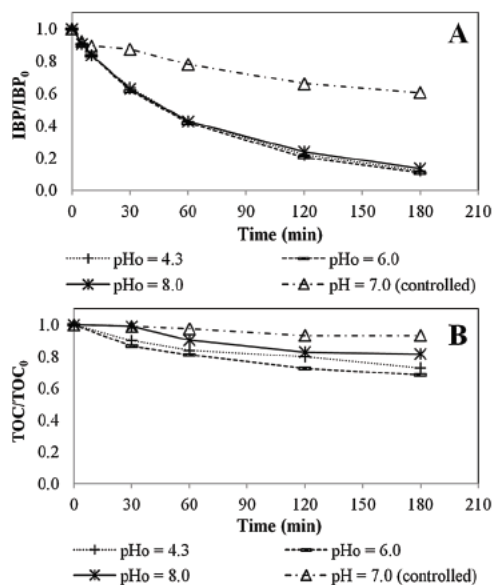 A
IBP/IBP0
1.0
0.8
0.6
0.4
0.2
0.0
0 30 60 90 120 150 180 210
Time (min)
pHo = 4.3 pHo = 6.0
pHo = 8.0 pH = 7.0 (controlled)
B
TOC/TOC0
1.0
0.8
0.6
0.4
0.2
0.0
0 30 60 90 120 150 180 210
Time (min)
pHo = 4.3 pHo = 6.0
pHo = 8.0 pH = 7.0 (controlled)